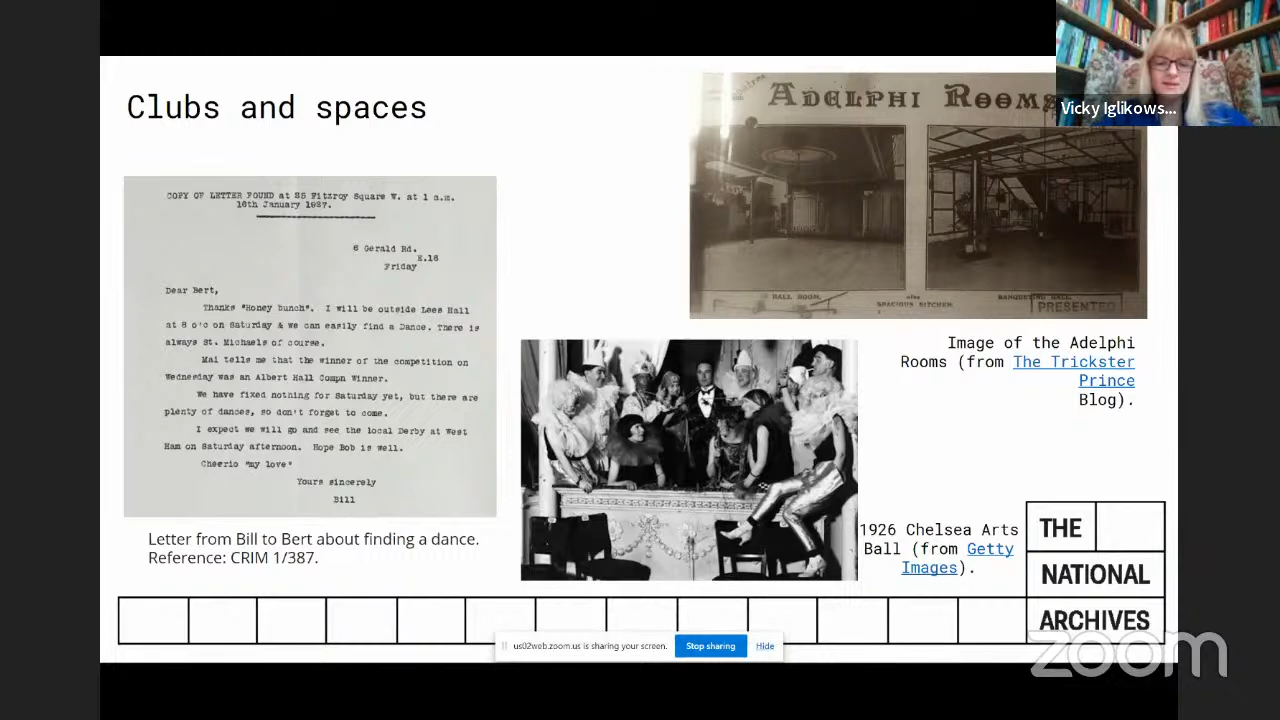 Clubs and spaces
COPY OF LETTER FOUND at 25 Fitzroy Square W. at 1 a.m.
16th January 1927.
6 Gerald Rd.
E.16
Friday
Dear Bert,
Thanks "Honey bunch". I will be outside Lees Hall
at 8 o'c on Saturday & we can easily find a Dance. There is
always St. Michaels of course.
Mai tells me that the winner of the competition on
Wednesday was an Albert Hall Compn Winner.
We have fixed nothing for Saturday yet, but there are
plenty of dances, so don't forget to come.
I expect we will go and see the local Derby at West
Ham on Saturday afternoon. Hope Bob is well.
Cheerio "my love"
Yours sincerely
Bill
Letter from Bill to Bert about finding a dance.
Reference: CRIM 1/387.
ADELPHI ROOMS
BALL ROOM.
also
SPACIOUS KITCHEN
BANQUETING HALL
PRESENTED
Image of the Adelphi
Rooms (from The Trickster
Prince
Blog).
1926 Chelsea Arts
Ball (from Getty
Images).
THE
NATIONAL
ARCHIVES
us02web.zoom.us is sharing your screen.
Stop sharing
Hide
Vicky Iglikows...
zoom